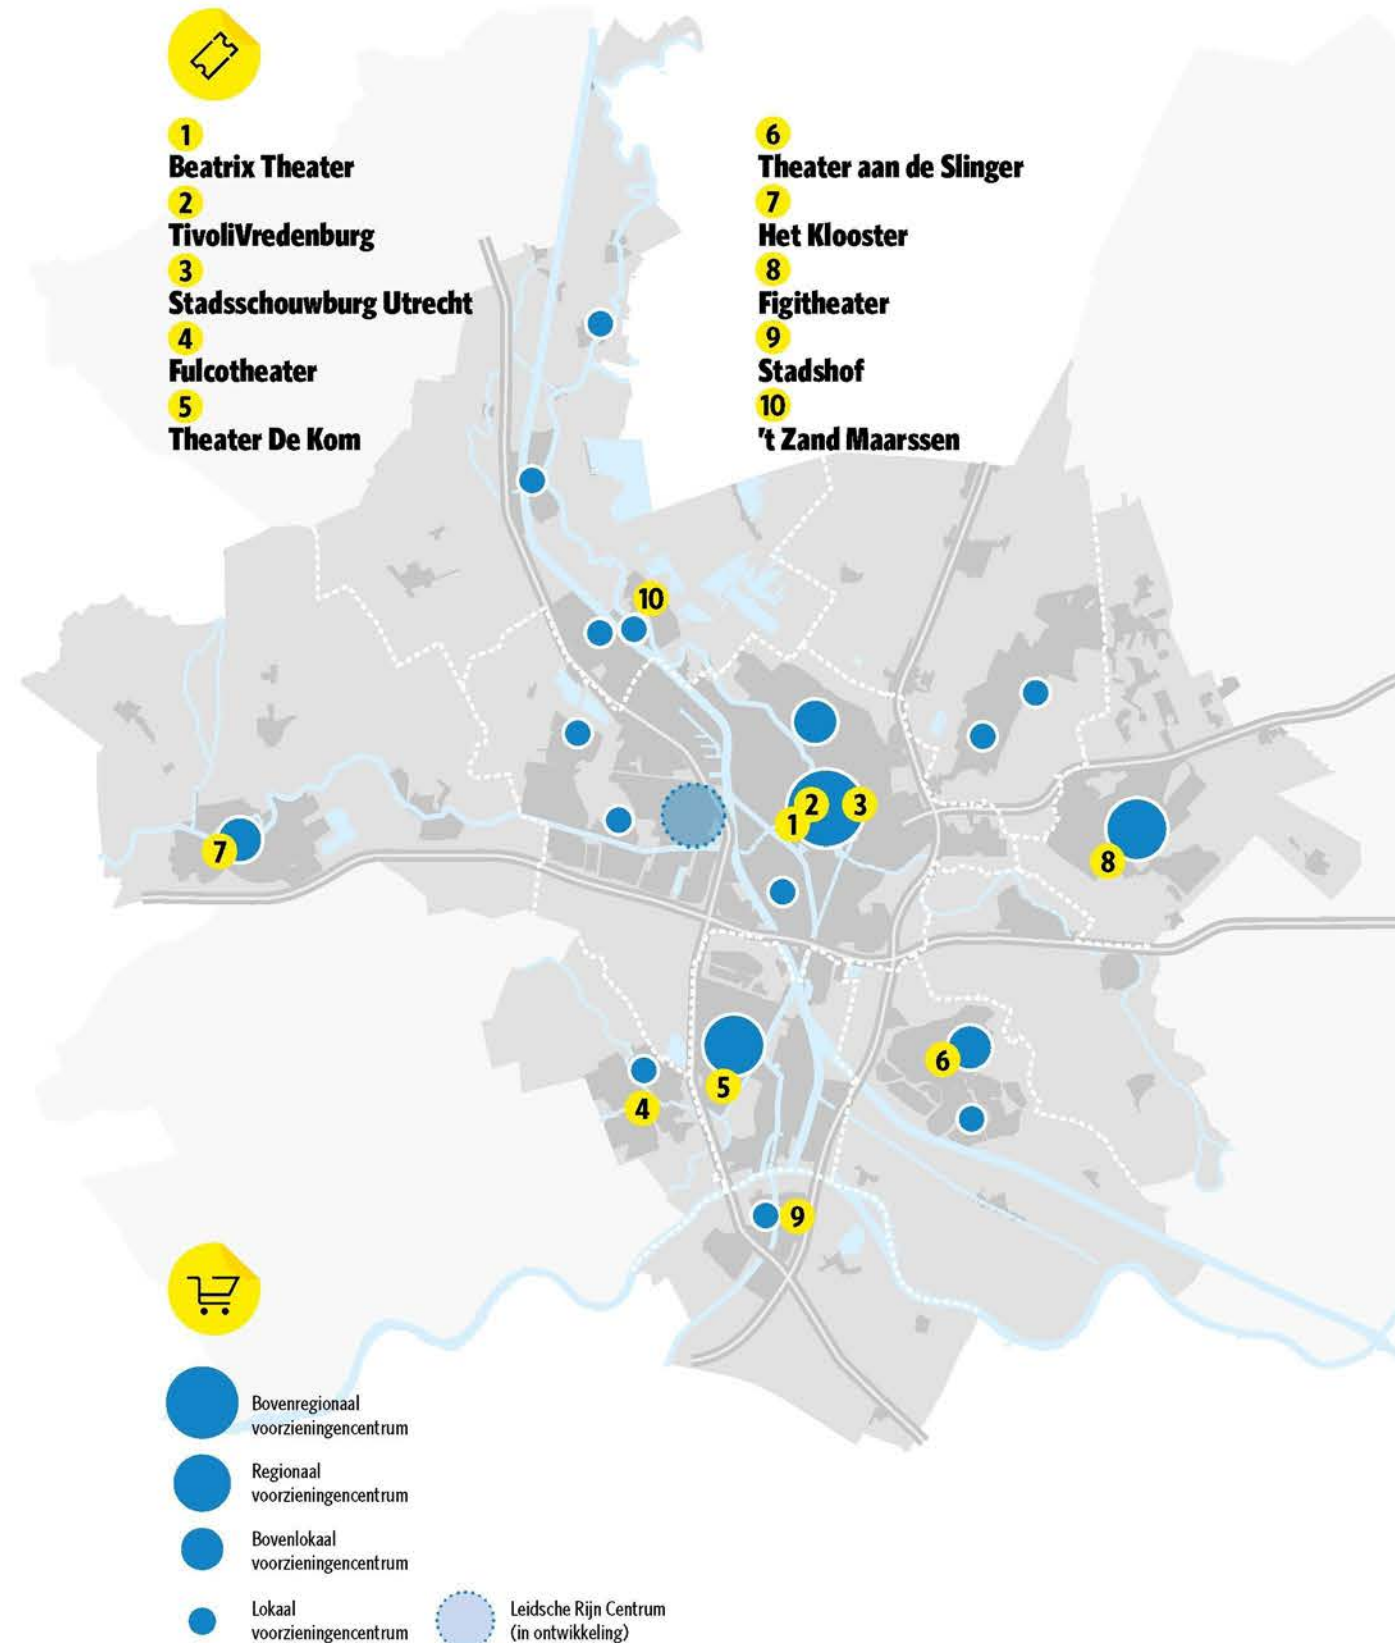 1
Beatrix Theater
2
TivoliVredenburg
3
Stadsschouwburg Utrecht
4
Fulcotheater
5
Theater De Kom
6
Theater aan de Slinger
7
Het Klooster
8
Figitheater
9
Stadshof
10
't Zand Maarssen
10
2
3
1
7
8
6
5
4
9
Bovenregionaal
voorzieningencentrum
Regionaal
voorzieningencentrum
Bovenlokaal
voorzieningencentrum
Lokaal
voorzieningencentrum
Leidsche Rijn Centrum
(in ontwikkeling)